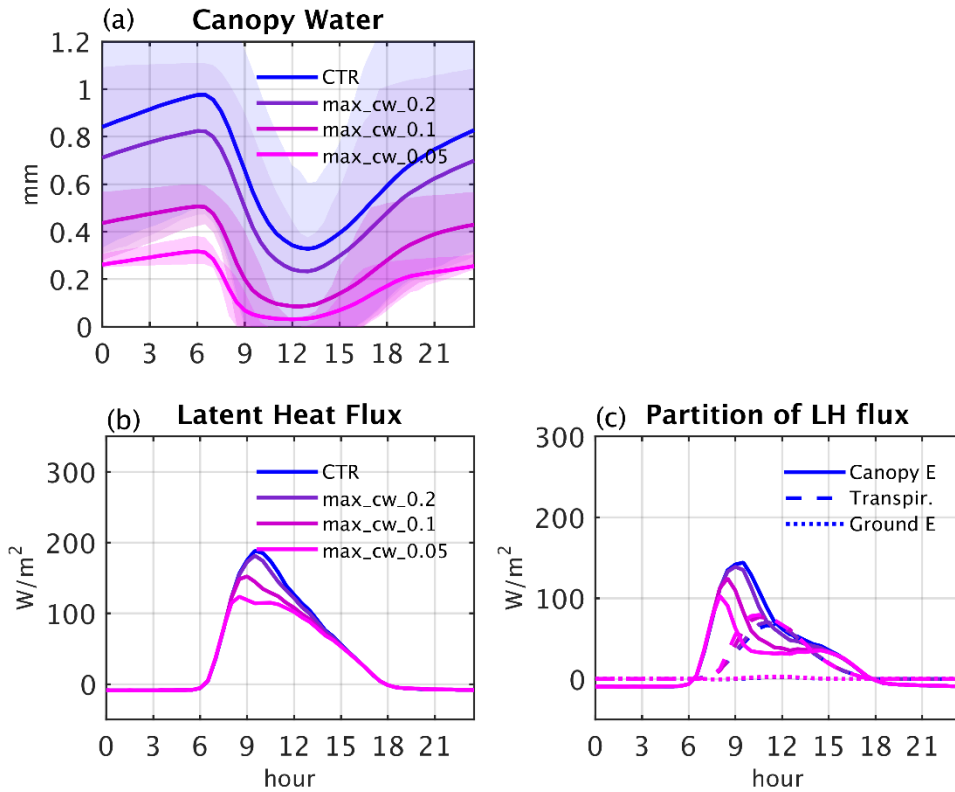 (a) Canopy Water
1.2
1
0.8
0.6
0.4
0.2
0
mm
CTR
max_cw_0.2
max_cw_0.1
max_cw_0.05
0 3 6 9 12 15 18 21
(b) Latent Heat Flux
300
200
100
0
W/m²
CTR
max_cw_0.2
max_cw_0.1
max_cw_0.05
0 3 6 9 12 15 18 21
hour
(c) Partition of LH flux
300
200
100
0
W/m²
Canopy E
Transpir.
Ground E
0 3 6 9 12 15 18 21
hour